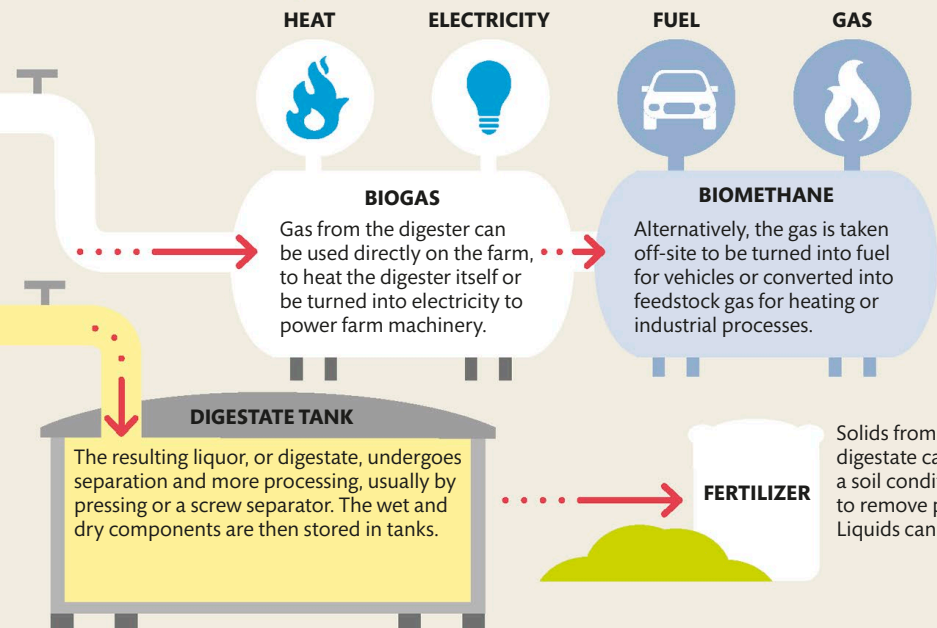 HEAT
ELECTRICITY
FUEL
GAS
BIOGAS
Gas from the digester can
be used directly on the farm,
to heat the digester itself or
be turned into electricity to
power farm machinery.
BIOMETHANE
Alternatively, the gas is taken
off-site to be turned into fuel
for vehicles or converted into
feedstock gas for heating or
industrial processes.
DIGESTATE TANK
The resulting liquor, or digestate, undergoes
separation and more processing, usually by
pressing or a screw separator. The wet and
dry components are then stored in tanks.
FERTILIZER
Solids from
digestate ca
a soil condi
to remove p
Liquids can